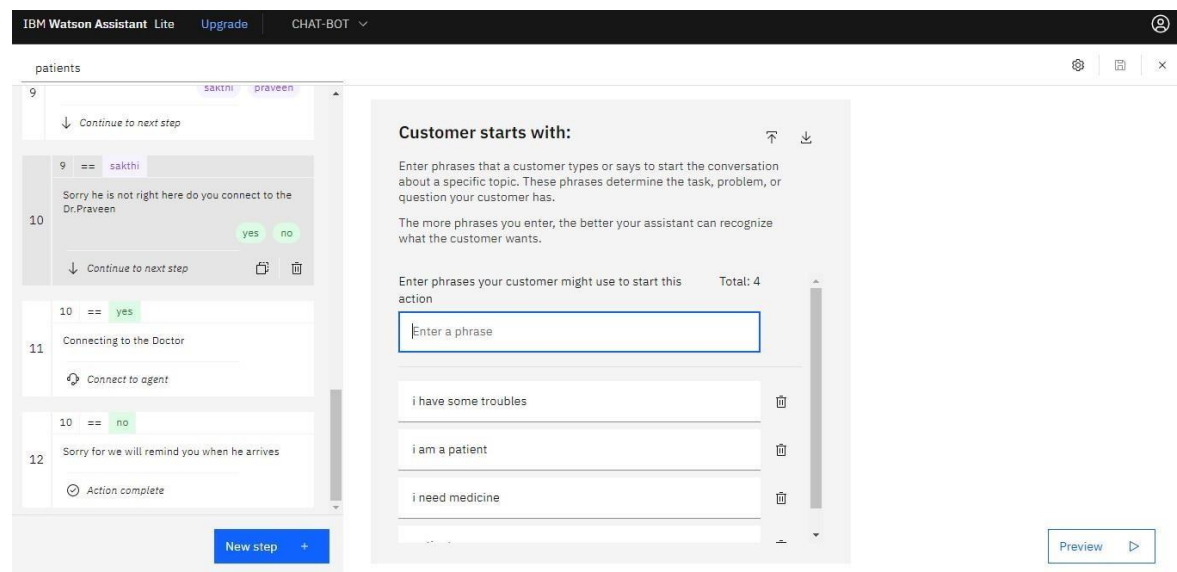 IBM Watson Assistant Lite Upgrade CHAT-BOT
patients
9 sakthi praveen
Continue to next step
9 == sakthi
Sorry he is not right here do you connect to the
Dr.Praveen
10
yes no
Continue to next step
10 == yes
Connecting to the Doctor
11
Connect to agent
10 == no
Sorry for we will remind you when he arrives
12
Action complete
New step +
Customer starts with:
Enter phrases that a customer types or says to start the conversation
about a specific topic. These phrases determine the task, problem, or
question your customer has.
The more phrases you enter, the better your assistant can recognize
what the customer wants.
Enter phrases your customer might use to start this Total: 4
action
Enter a phrase
i have some troubles
i am a patient
i need medicine
Preview